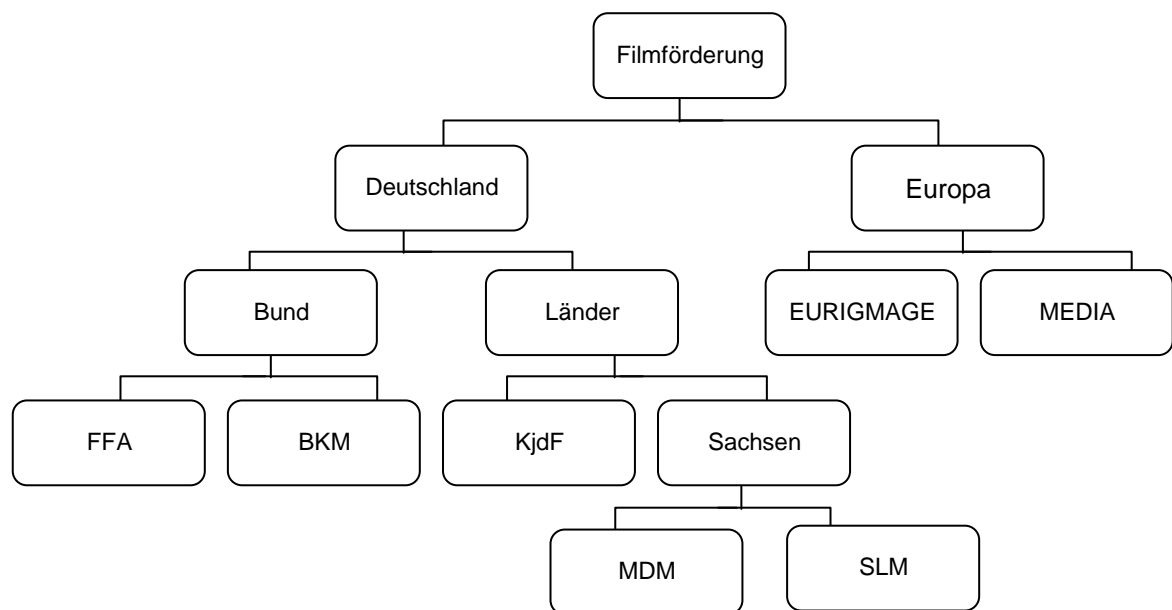 Filmförderung
Deutschland
Europa
Bund
Länder
EURIGMAGE
MEDIA
FFA
BKM
KjdF
Sachsen
MDM
SLM